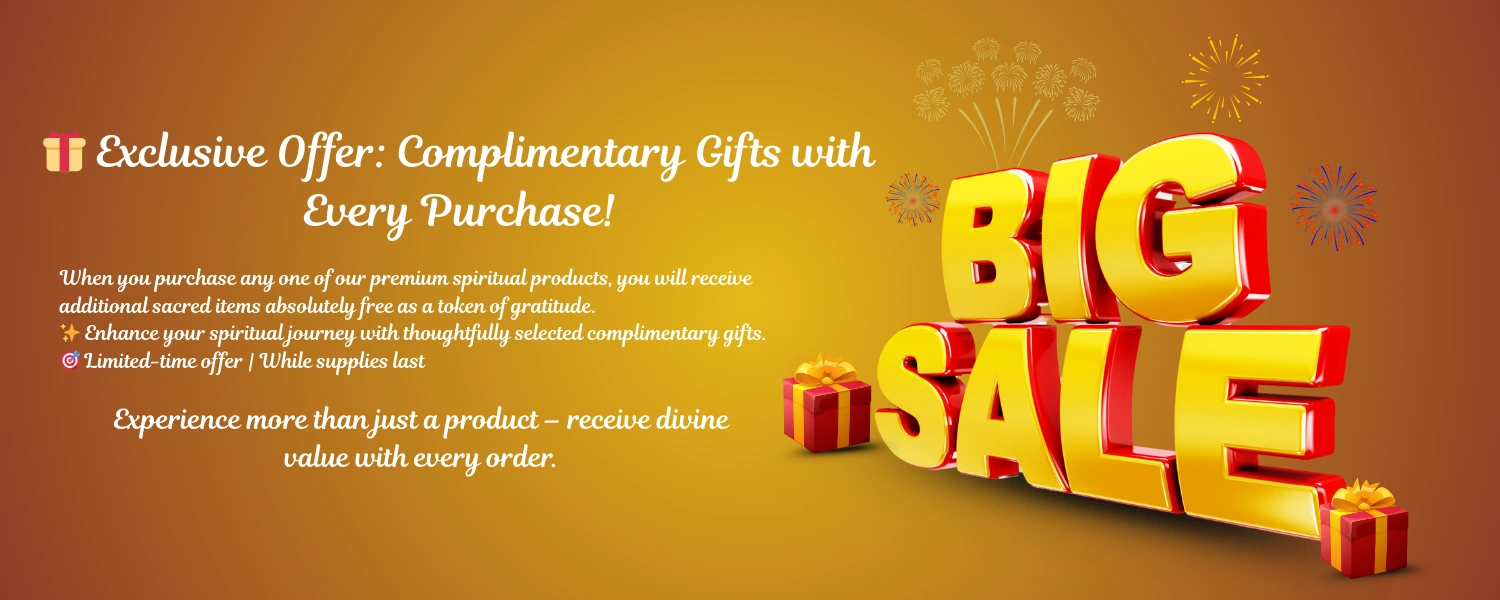 🎁 Exclusive Offer: Complimentary Gifts with
Every Purchase!
When you purchase any one of our premium spiritual products, you will receive
additional sacred items absolutely free as a token of gratitude.
✨ Enhance your spiritual journey with thoughtfully selected complimentary gifts.
🎯 Limited-time offer | While supplies last
Experience more than just a product – receive divine
value with every order.
BIG
SALE